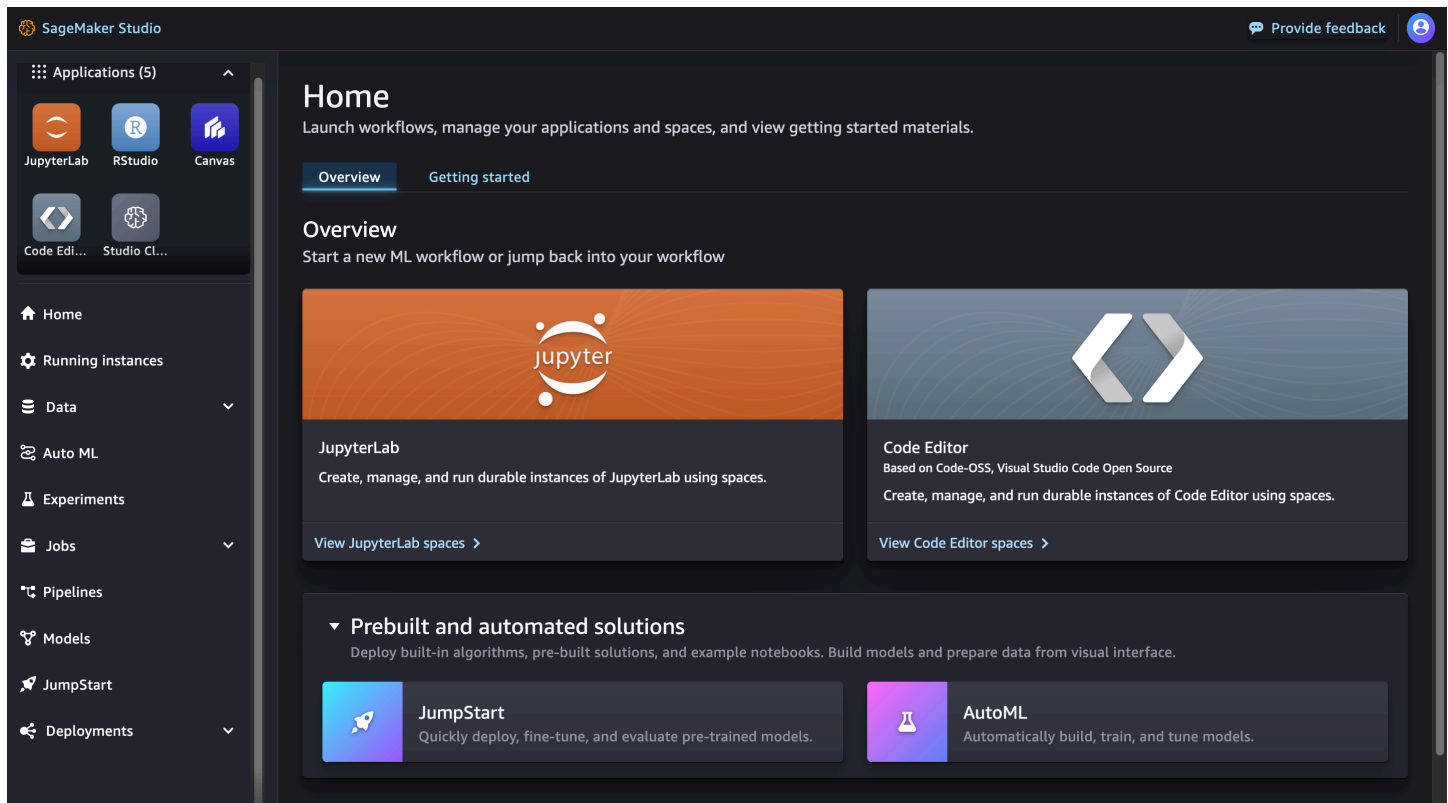 SageMaker Studio
Provide feedback
Applications (5)
JupyterLab
RStudio
Canvas
Code Edi...
Studio Cl...
Home
Running instances
Data
Auto ML
Experiments
Jobs
Pipelines
Models
JumpStart
Deployments
Home
Launch workflows, manage your applications and spaces, and view getting started materials.
Overview
Getting started
Overview
Start a new ML workflow or jump back into your workflow
jupyter
JupyterLab
Create, manage, and run durable instances of JupyterLab using spaces.
View JupyterLab spaces
Code Editor
Based on Code-OSS, Visual Studio Code Open Source
Create, manage, and run durable instances of Code Editor using spaces.
View Code Editor spaces
Prebuilt and automated solutions
Deploy built-in algorithms, pre-built solutions, and example notebooks. Build models and prepare data from visual interface.
JumpStart
Quickly deploy, fine-tune, and evaluate pre-trained models.
AutoML
Automatically build, train, and tune models.